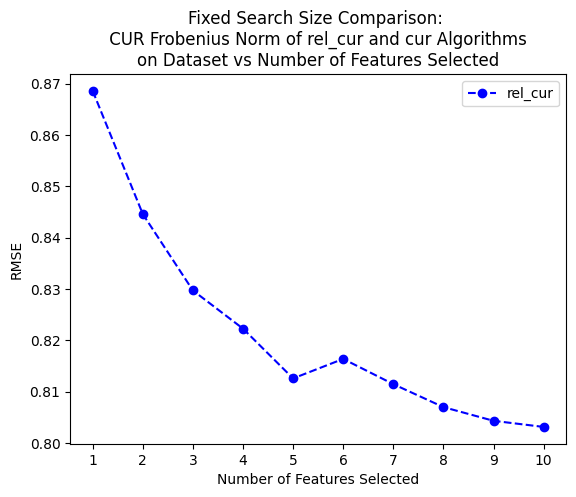 Fixed Search Size Comparison:
CUR Frobenius Norm of rel_cur and cur Algorithms
on Dataset vs Number of Features Selected
rel_cur
0.87
0.86
0.85
0.84
0.83
0.82
0.81
0.80
RMSE
1 2 3 4 5 6 7 8 9 10
Number of Features Selected